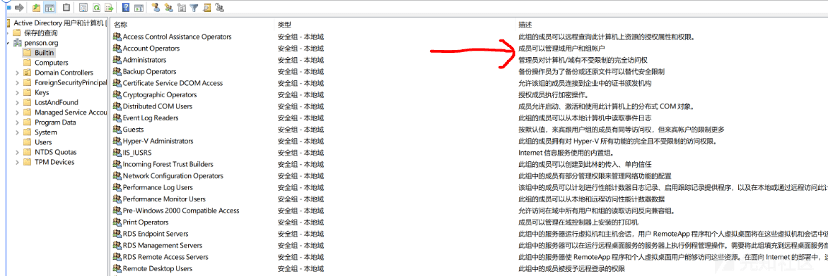 Active Directory 用户和计算机 [
保存的查询
penson.org
Builtin
Computers
Domain Controllers
ForeignSecurityPrincipal
Keys
LostAndFound
Managed Service Accou
Program Data
System
Users
NTDS Quotas
TPM Devices
名称 类型 描述
Access Control Assistance Operators 安全组 - 本地域 此组的成员可以远程查询此计算机上资源的授权属性和权限。
Account Operators 安全组 - 本地域 成员可以管理域用户和组帐户
Administrators 安全组 - 本地域 管理员对计算机/域有不受限制的完全访问权
Backup Operators 安全组 - 本地域 备份操作员为了备份或还原文件可以替代安全限制
Certificate Service DCOM Access 安全组 - 本地域 允许该组的成员连接到企业中的证书颁发机构
Cryptographic Operators 安全组 - 本地域 授权成员执行加密操作。
Distributed COM Users 安全组 - 本地域 成员允许启动、激活和使用此计算机上的分布式 COM 对象。
Event Log Readers 安全组 - 本地域 此组的成员可以从本地计算机中读取事件日志
Guests 安全组 - 本地域 按默认值，来宾跟用户组的成员有同等访问权，但来宾帐户的限制更多
Hyper-V Administrators 安全组 - 本地域 此组的成员拥有对 Hyper-V 所有功能的完全且不受限制的访问权限。
IIS_IUSRS 安全组 - 本地域 Internet 信息服务使用的内置组。
Incoming Forest Trust Builders 安全组 - 本地域 此组的成员可以创建到此林的传入、单向信任
Network Configuration Operators 安全组 - 本地域 此组中的成员有部分管理权限来管理网络功能的配置
Performance Log Users 安全组 - 本地域 该组中的成员可以计划进行性能计数器日志记录、启用跟踪记录提供程序，以及在本地或通过远程访问此计
Performance Monitor Users 安全组 - 本地域 此组的成员可以从本地和远程访问性能计数器数据
Pre-Windows 2000 Compatible Access 安全组 - 本地域 允许访问在域中所有用户和组的读取访问反向兼容组。
Print Operators 安全组 - 本地域 成员可以管理在域控制器上安装的打印机
RDS Endpoint Servers 安全组 - 本地域 此组中的服务器运行虚拟机和主机会话，用户 RemoteApp 程序和个人虚拟桌面将在这些虚拟机和会话中运
RDS Management Servers 安全组 - 本地域 此组中的服务器可以在运行远程桌面服务的服务器上执行例程管理操作。需要将此组填充到远程桌面服
RDS Remote Access Servers 安全组 - 本地域 此组中的服务器使 RemoteApp 程序和个人虚拟桌面用户能够访问这些资源。在面向 Internet 的部署中，这
Remote Desktop Users 安全组 - 本地域 此组中的成员被授予远程登录的权限